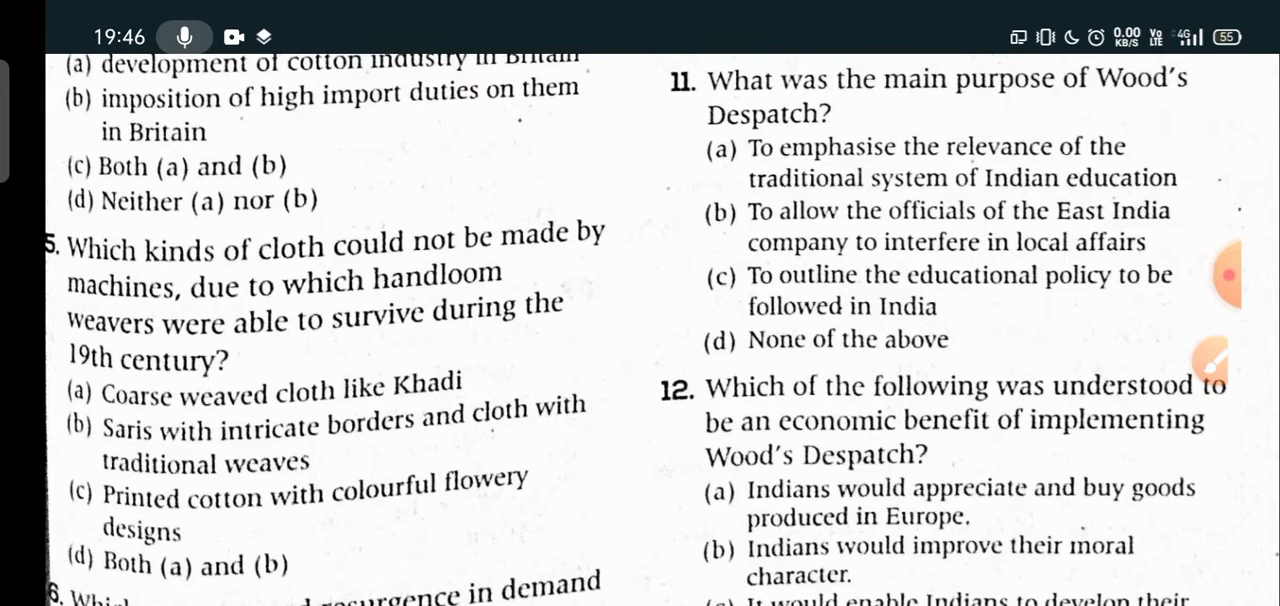 19:46
0.00
KB/S
Vo
LTE
4G
55
(a) development of cotton industry in Britain
(b) imposition of high import duties on them
in Britain
(c) Both (a) and (b)
(d) Neither (a) nor (b)
5. Which kinds of cloth could not be made by
machines, due to which handloom
weavers were able to survive during the
19th century?
(a) Coarse weaved cloth like Khadi
(b) Saris with intricate borders and cloth with
traditional weaves
(c) Printed cotton with colourful flowery
designs
(d) Both (a) and (b)
6.
in demand
11. What was the main purpose of Wood's
Despatch?
(a) To emphasise the relevance of the
traditional system of Indian education
(b) To allow the officials of the East India
company to interfere in local affairs
(c) To outline the educational policy to be
followed in India
(d) None of the above
12. Which of the following was understood to
be an economic benefit of implementing
Wood's Despatch?
(a) Indians would appreciate and buy goods
produced in Europe.
(b) Indians would improve their moral
character.
(c) It would enable Indians to develop their